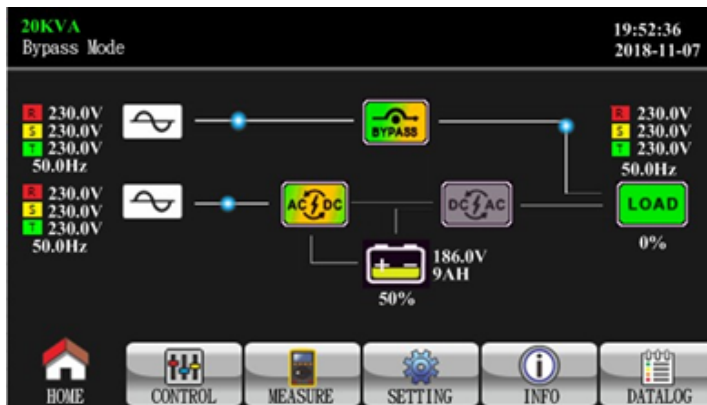 20KVA
Bypass Mode
19:52:36
2018-11-07
R 230.0V
S 230.0V
T 230.0V
50.0Hz
BYPASS
R 230.0V
S 230.0V
T 230.0V
50.0Hz
R 230.0V
S 230.0V
T 230.0V
50.0Hz
AC DC
DC AC
LOAD
0%
+ -
186.0V
9AH
50%
HOME
CONTROL
MEASURE
SETTING
INFO
DATALOG